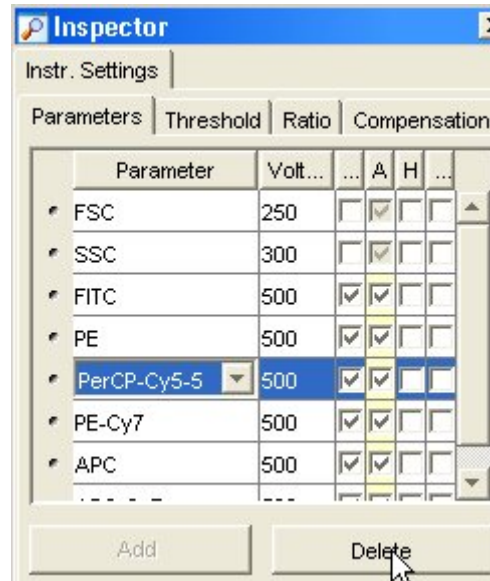 Inspector
Instr. Settings
Parameters Threshold Ratio Compensation
Parameter Volt... ... A H ...
FSC 250
SSC 300
FITC 500
PE 500
PerCP-Cy5-5 500
PE-Cy7 500
APC 500
Add Delete